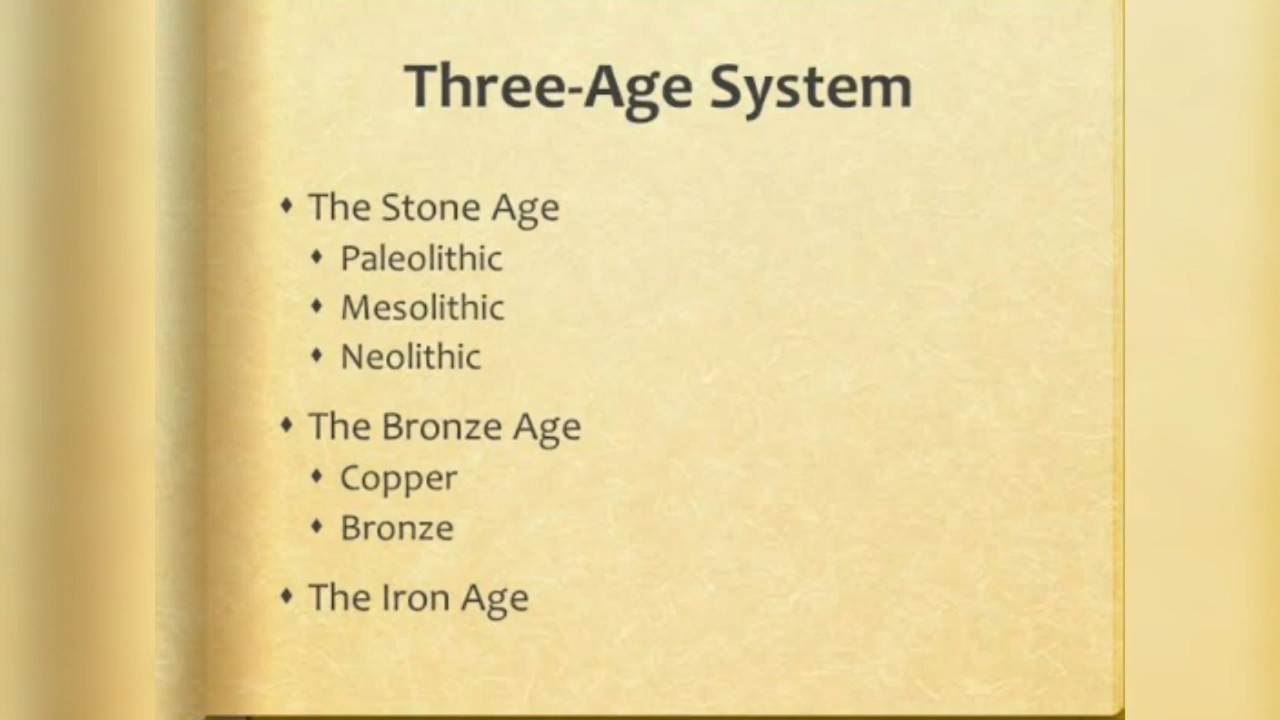 Three-Age System
The Stone Age
Paleolithic
Mesolithic
Neolithic
The Bronze Age
Copper
Bronze
The Iron Age